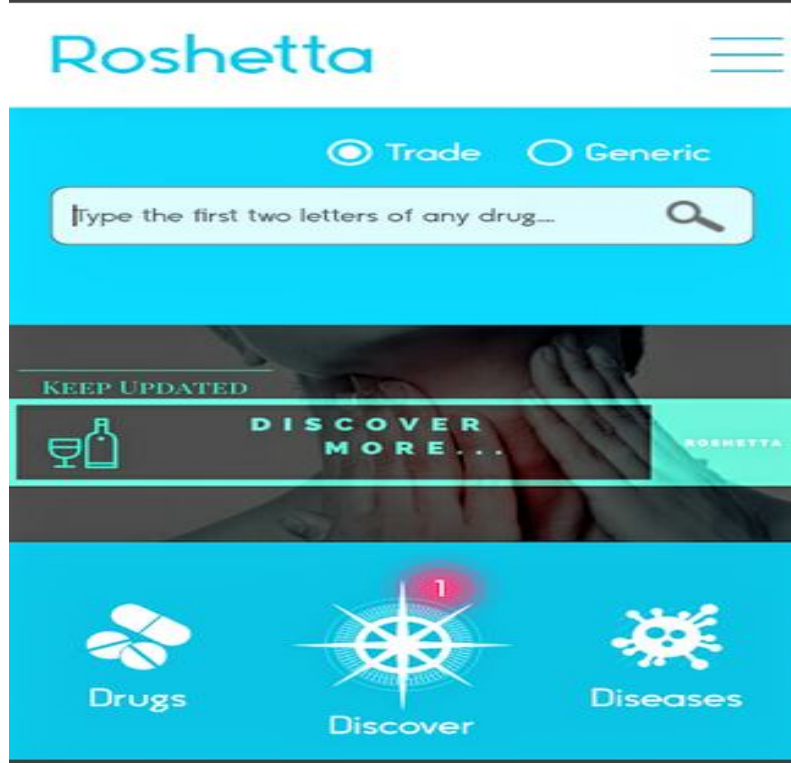 Roshetta
Trade Generic
Type the first two letters of any drug....
KEEP UPDATED
DISCOVER
MORE...
ROSHETTA
1
Drugs Discover Diseases